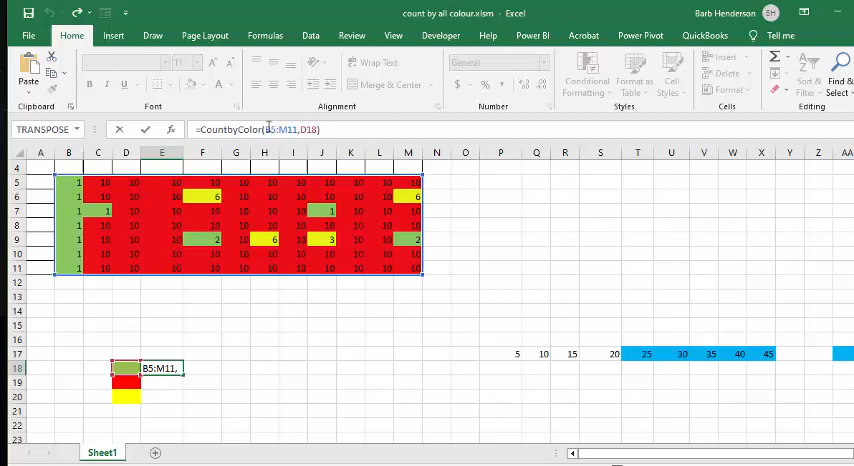 count by all colour.xlsm - Excel
Barb Henderson BH
File Home Insert Draw Page Layout Formulas Data Review View Developer Power BI Acrobat Power Pivot QuickBooks Tell me
Paste
11
General
Wrap Text
Merge & Center
Conditional Formatting
Format as Table
Cell Styles
Insert
Delete
Format
Sort & Filter
Find & Select
Clipboard Font Alignment Number Styles Cells Editing
TRANSPOSE fx =CountbyColor(B5:M11,D18)
A B C D E F G H I J K L M N O P Q R S T U V W X Y Z AA
4
5 1 10 10 10 10 10 10 10 10 10 10 10
6 1 10 10 10 6 10 10 10 10 10 10 6
7 1 1 10 10 10 10 10 10 1 10 10 10
8 1 10 10 10 10 10 10 10 10 10 10 10
9 1 10 10 10 2 10 6 10 3 10 10 2
10 1 10 10 10 10 10 10 10 10 10 10 10
11 1 10 10 10 10 10 10 10 10 10 10 10
12
13
14
15
16
17 5 10 15 20 25 30 35 40 45
18 B5:M11,
19
20
21
22
23
Sheet1